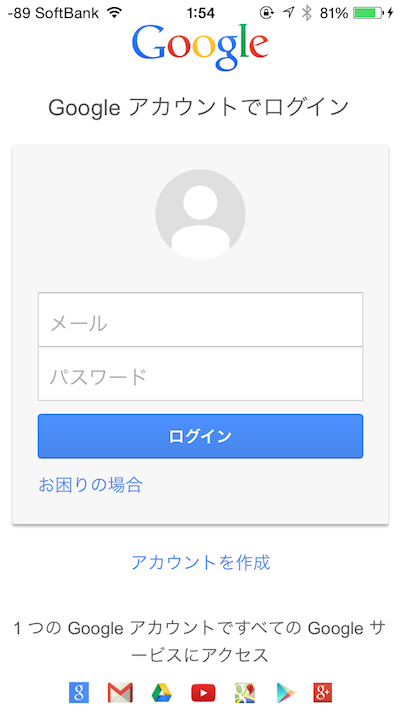 -89 SoftBank 1:54 81%
Google
Google アカウントでログイン
メール
パスワード
ログイン
お困りの場合
アカウントを作成
1 つの Google アカウントですべての Google サ
ービスにアクセス
8 g+